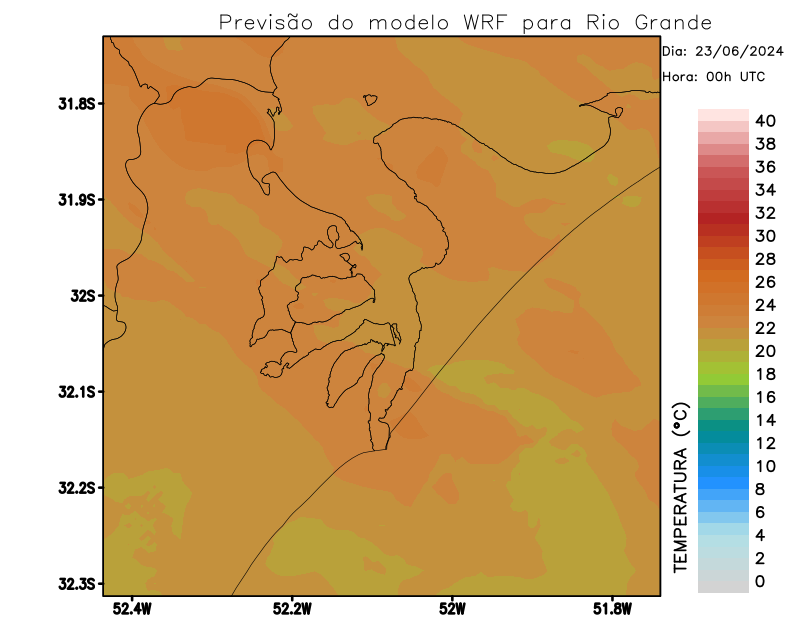 Previsão do modelo WRF para Rio Grande
Dia: 23/06/2024
Hora: 00h UTC
31.8S
31.9S
32S
32.1S
32.2S
32.3S
52.4W
52.2W
52W
51.8W
TEMPERATURA (°C)
40
38
36
34
32
30
28
26
24
22
20
18
16
14
12
10
8
6
4
2
0